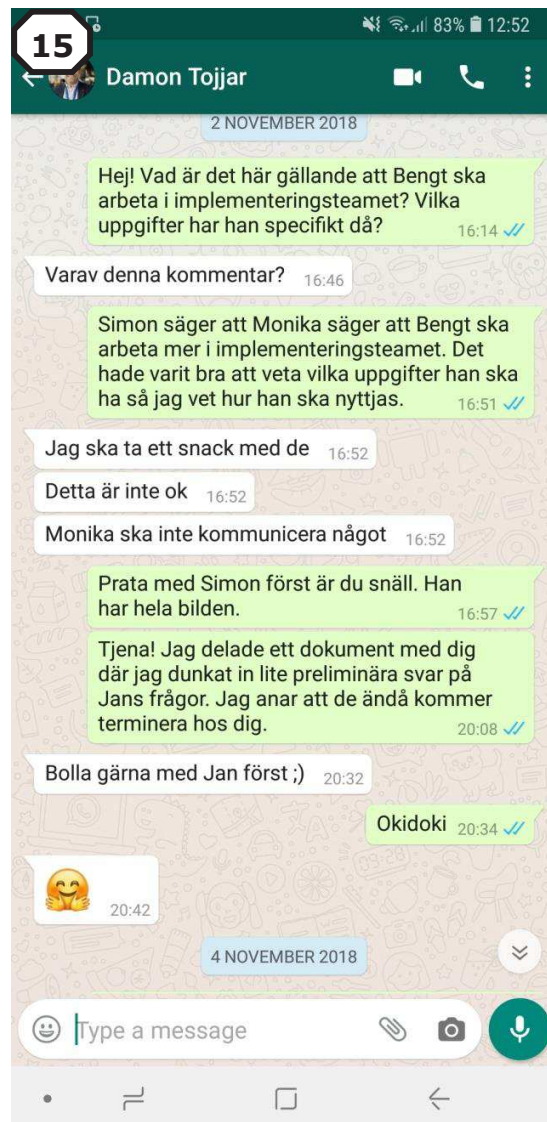 83% 12:52
15
Damon Tojjar
2 NOVEMBER 2018
Hej! Vad är det här gällande att Bengt ska
arbeta i implementeringsteamet? Vilka
uppgifter har han specifikt då?
16:14
Varav denna kommentar? 16:46
Simon säger att Monika säger att Bengt ska
arbeta mer i implementeringsteamet. Det
hade varit bra att veta vilka uppgifter han ska
ha så jag vet hur han ska nyttjas.
16:51
Jag ska ta ett snack med de 16:52
Detta är inte ok 16:52
Monika ska inte kommunicera något 16:52
Prata med Simon först är du snäll. Han
har hela bilden.
16:57
Tjena! Jag delade ett dokument med dig
där jag dunkat in lite preliminära svar på
Jans frågor. Jag anar att de ändå kommer
terminera hos dig.
20:08
Bolla gärna med Jan först ;) 20:32
Okidoki 20:34
20:42
4 NOVEMBER 2018
Type a message